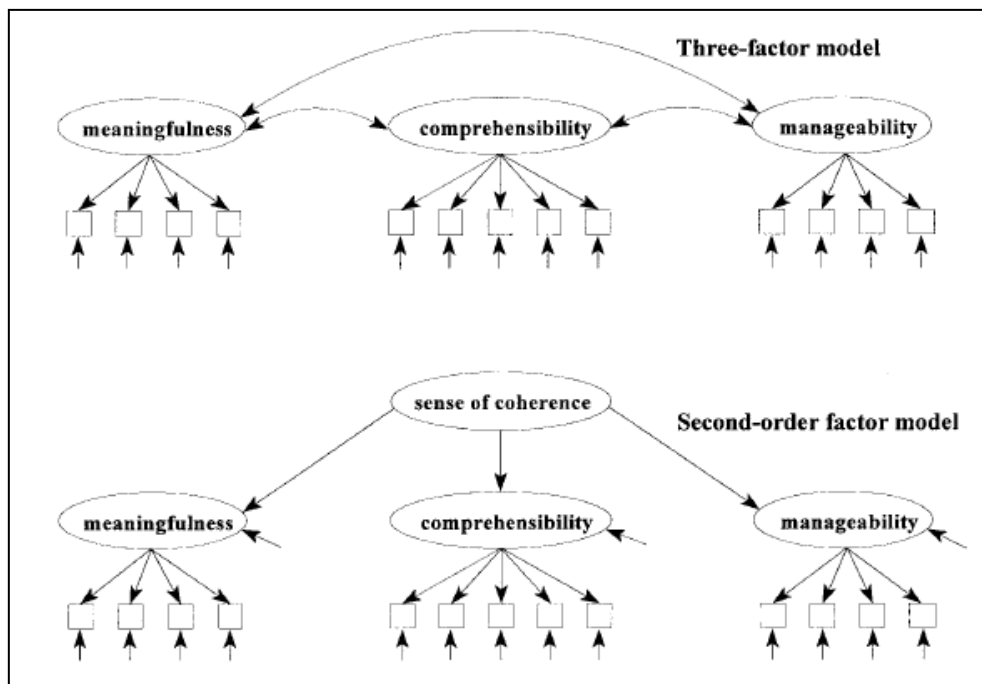 Three-factor model
meaningfulness
comprehensibility
manageability
sense of coherence
Second-order factor model
meaningfulness
comprehensibility
manageability